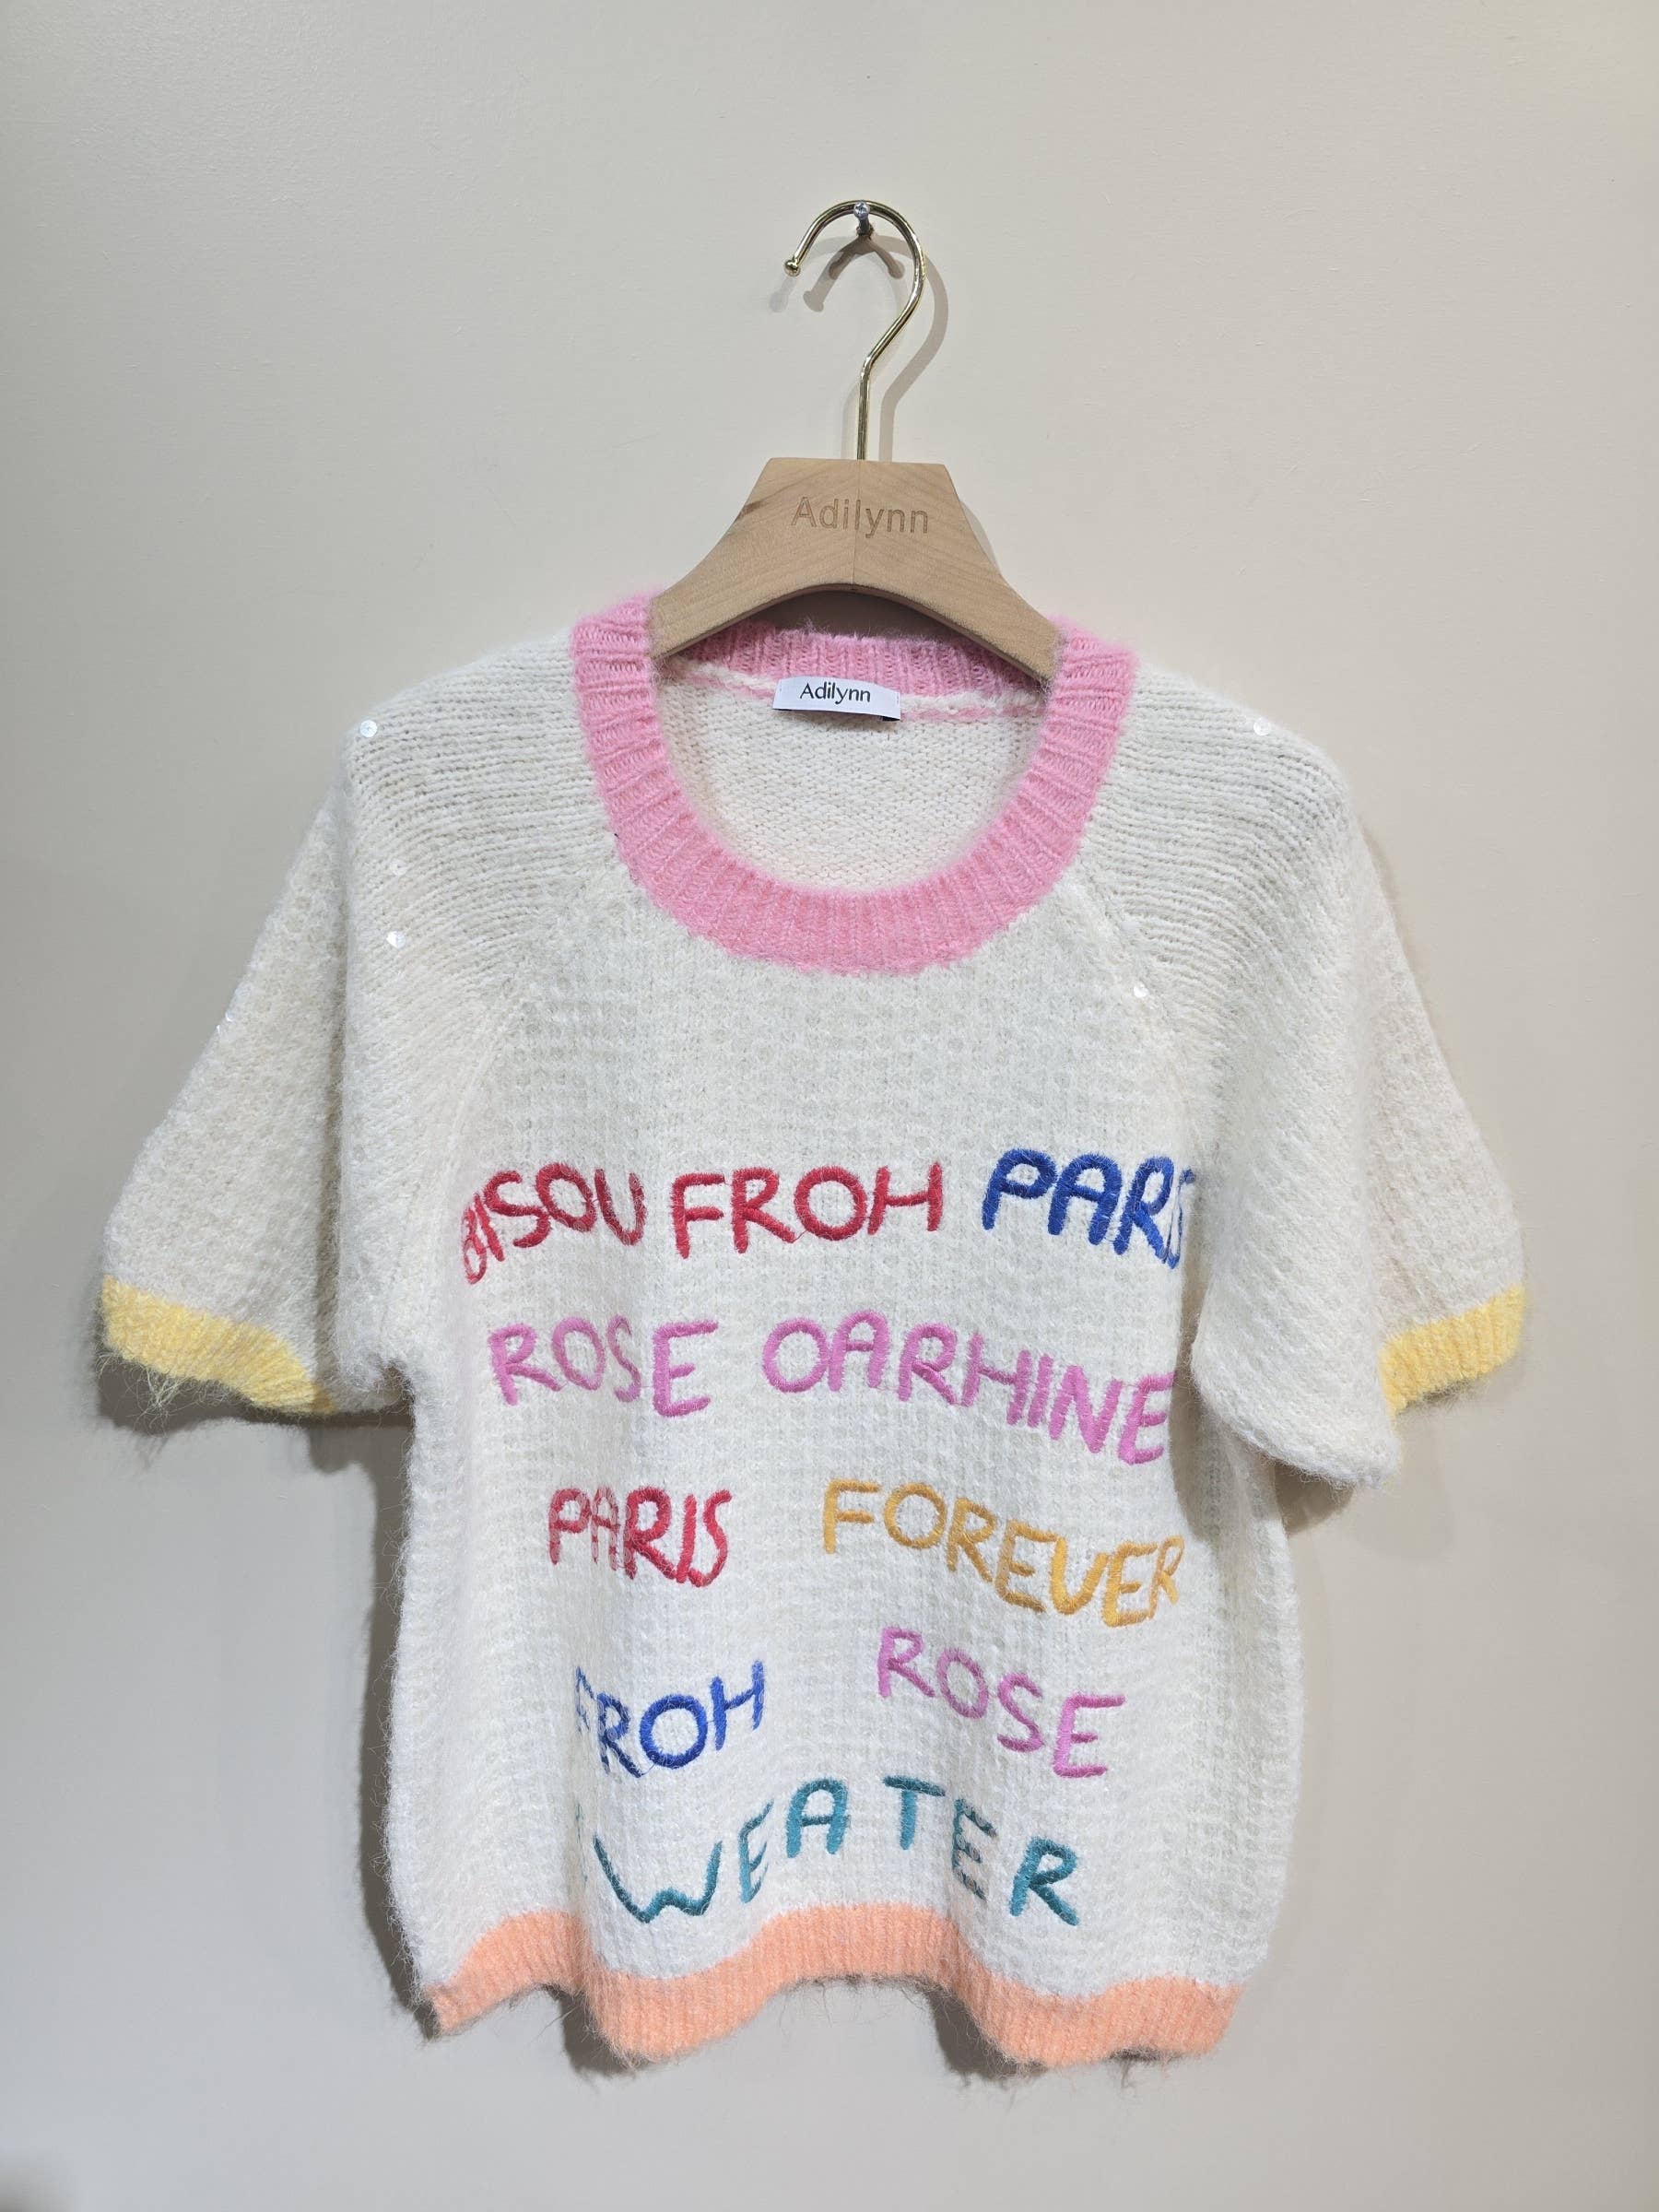 Adilynn
Adilynn
BISOU FROH PARIS
ROSE OARHINE
PARIS FOREVER
FROH ROSE
SWEATER